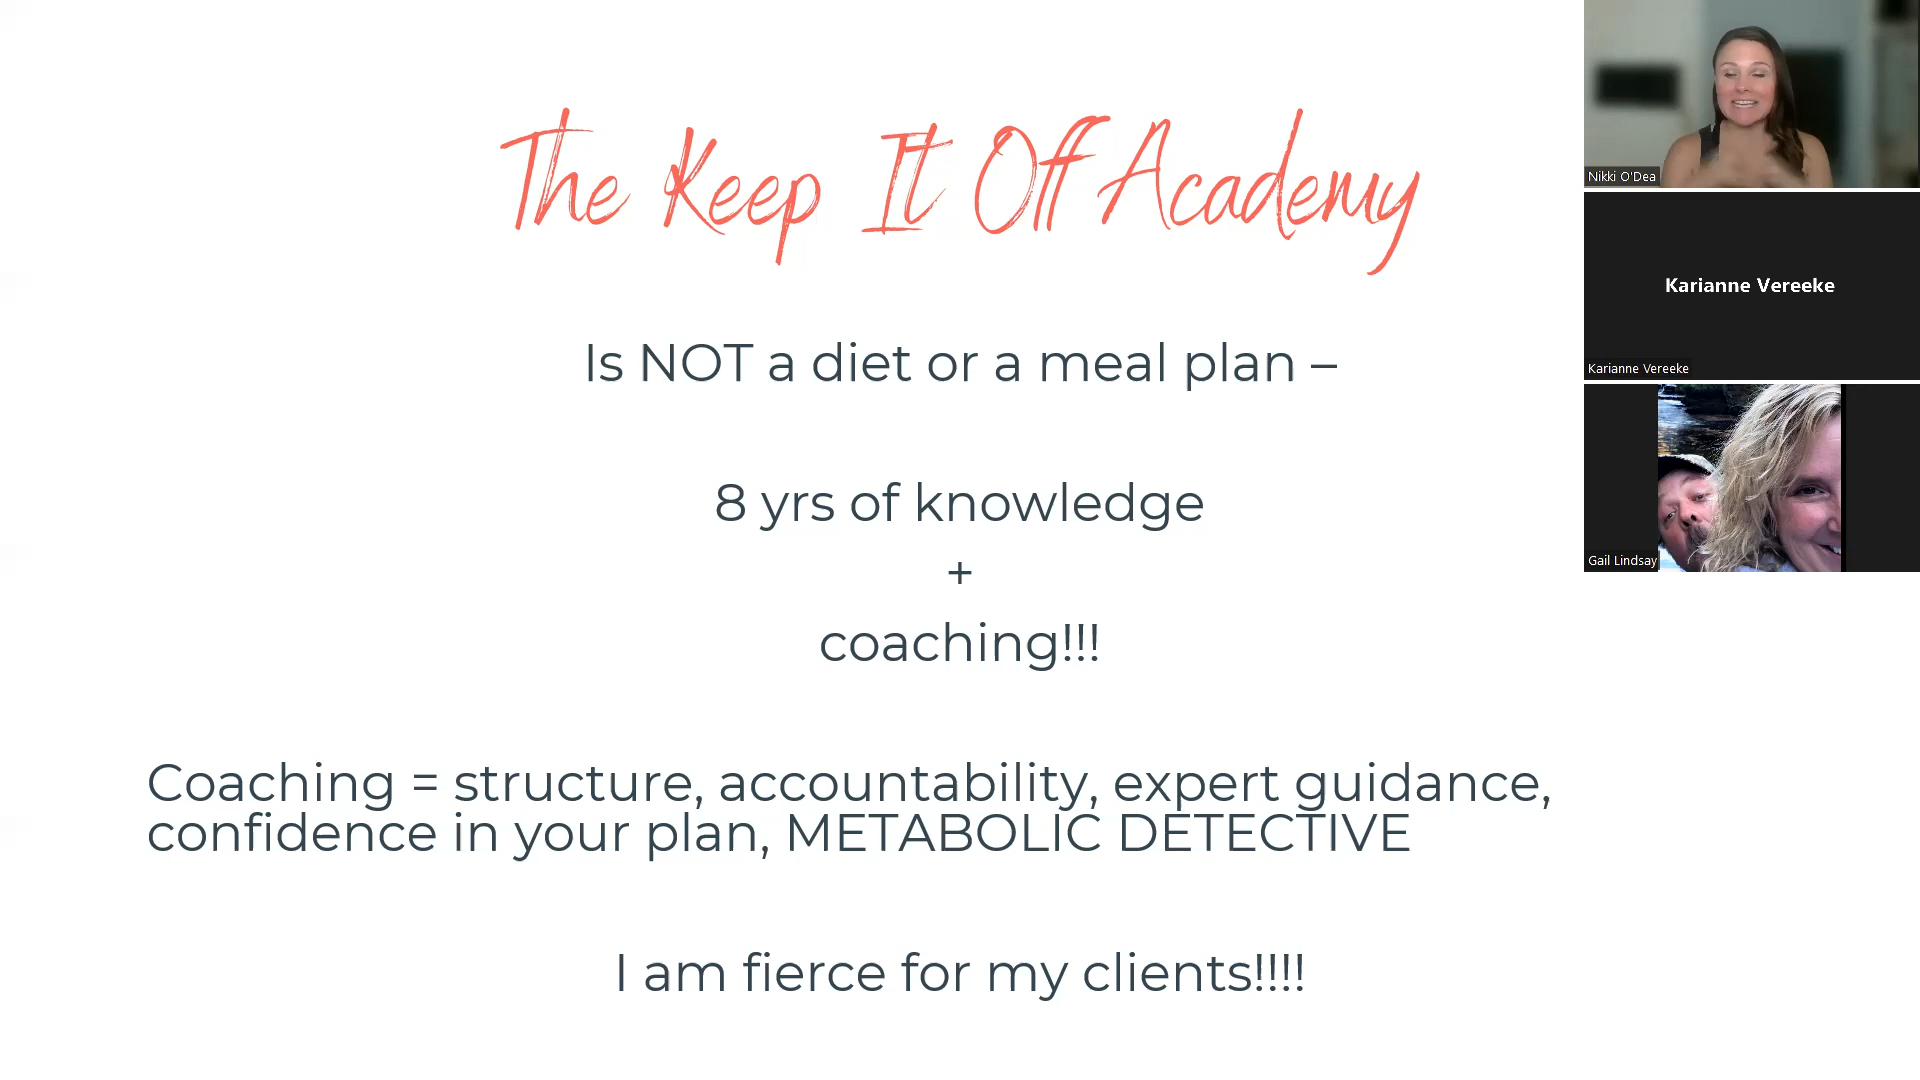 The Keep It Off Academy
Is NOT a diet or a meal plan –
8 yrs of knowledge
+
coaching!!!
Coaching = structure, accountability, expert guidance,
confidence in your plan, METABOLIC DETECTIVE
I am fierce for my clients!!!!
Nikki O'Dea
Karianne Vereeke
Karianne Vereeke
Gail Lindsay